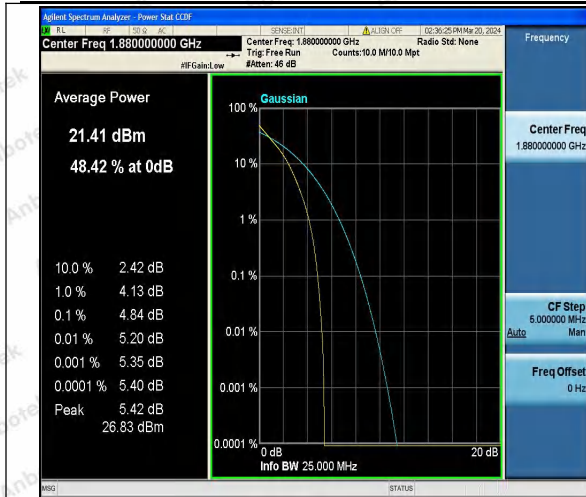 Agilent Spectrum Analyzer - Power Stat CCDF
RL RF 50 Ω AC SENSE:INT ALIGN OFF 02:36:25 PM Mar 20, 2024
Center Freq 1.880000000 GHz
Center Freq: 1.880000000 GHz Radio Std: None
Trig: Free Run Counts:10.0 M/10.0 Mpt
#IFGain:Low #Atten: 46 dB
Frequency
Average Power
21.41 dBm
48.42 % at 0dB
10.0 % 2.42 dB
1.0 % 4.13 dB
0.1 % 4.84 dB
0.01 % 5.20 dB
0.001 % 5.35 dB
0.0001 % 5.40 dB
Peak 5.42 dB
26.83 dBm
Gaussian
100 %
10 %
1 %
0.1 %
0.01 %
0.001 %
0.0001 %
0 dB 20 dB
Info BW 25.000 MHz
Center Freq
1.880000000 GHz
CF Step
5.000000 MHz
Auto Man
Freq Offset
0 Hz
MSG STATUS